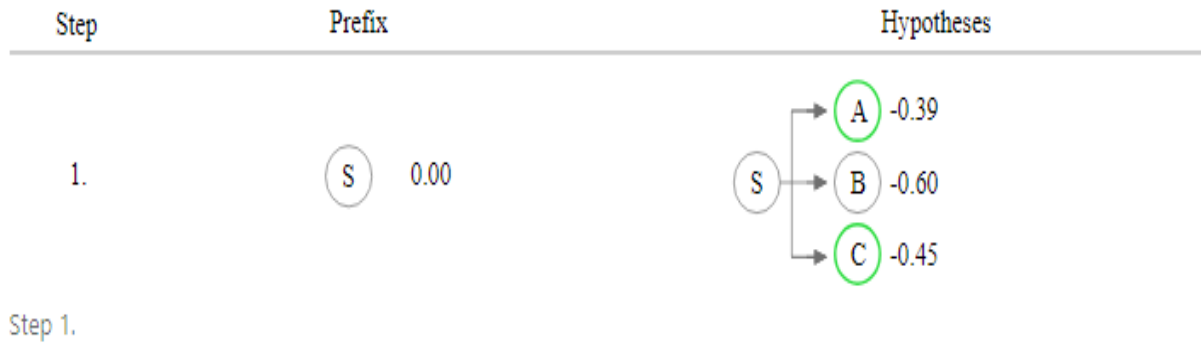 Step Prefix Hypotheses
A -0.39
1. S 0.00 S B -0.60
C -0.45
Step 1.